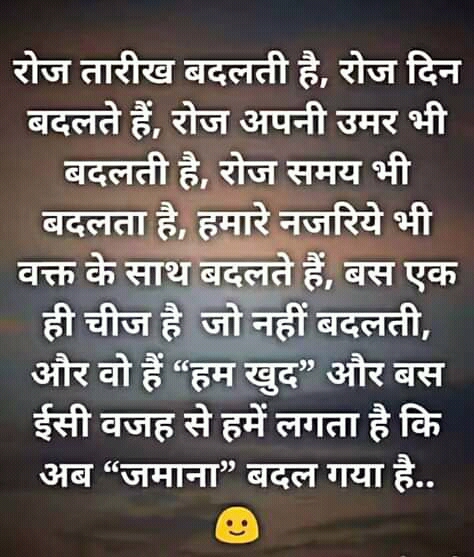 रोज तारीख बदलती है, रोज दिन
बदलते हैं, रोज अपनी उमर भी
बदलती है, रोज समय भी
बदलता है, हमारे नजरिये भी
वक्त के साथ बदलते हैं, बस एक
ही चीज है जो नहीं बदलती,
और वो हैं “हम खुद” और बस
ईसी वजह से हमें लगता है कि
अब “जमाना” बदल गया है..